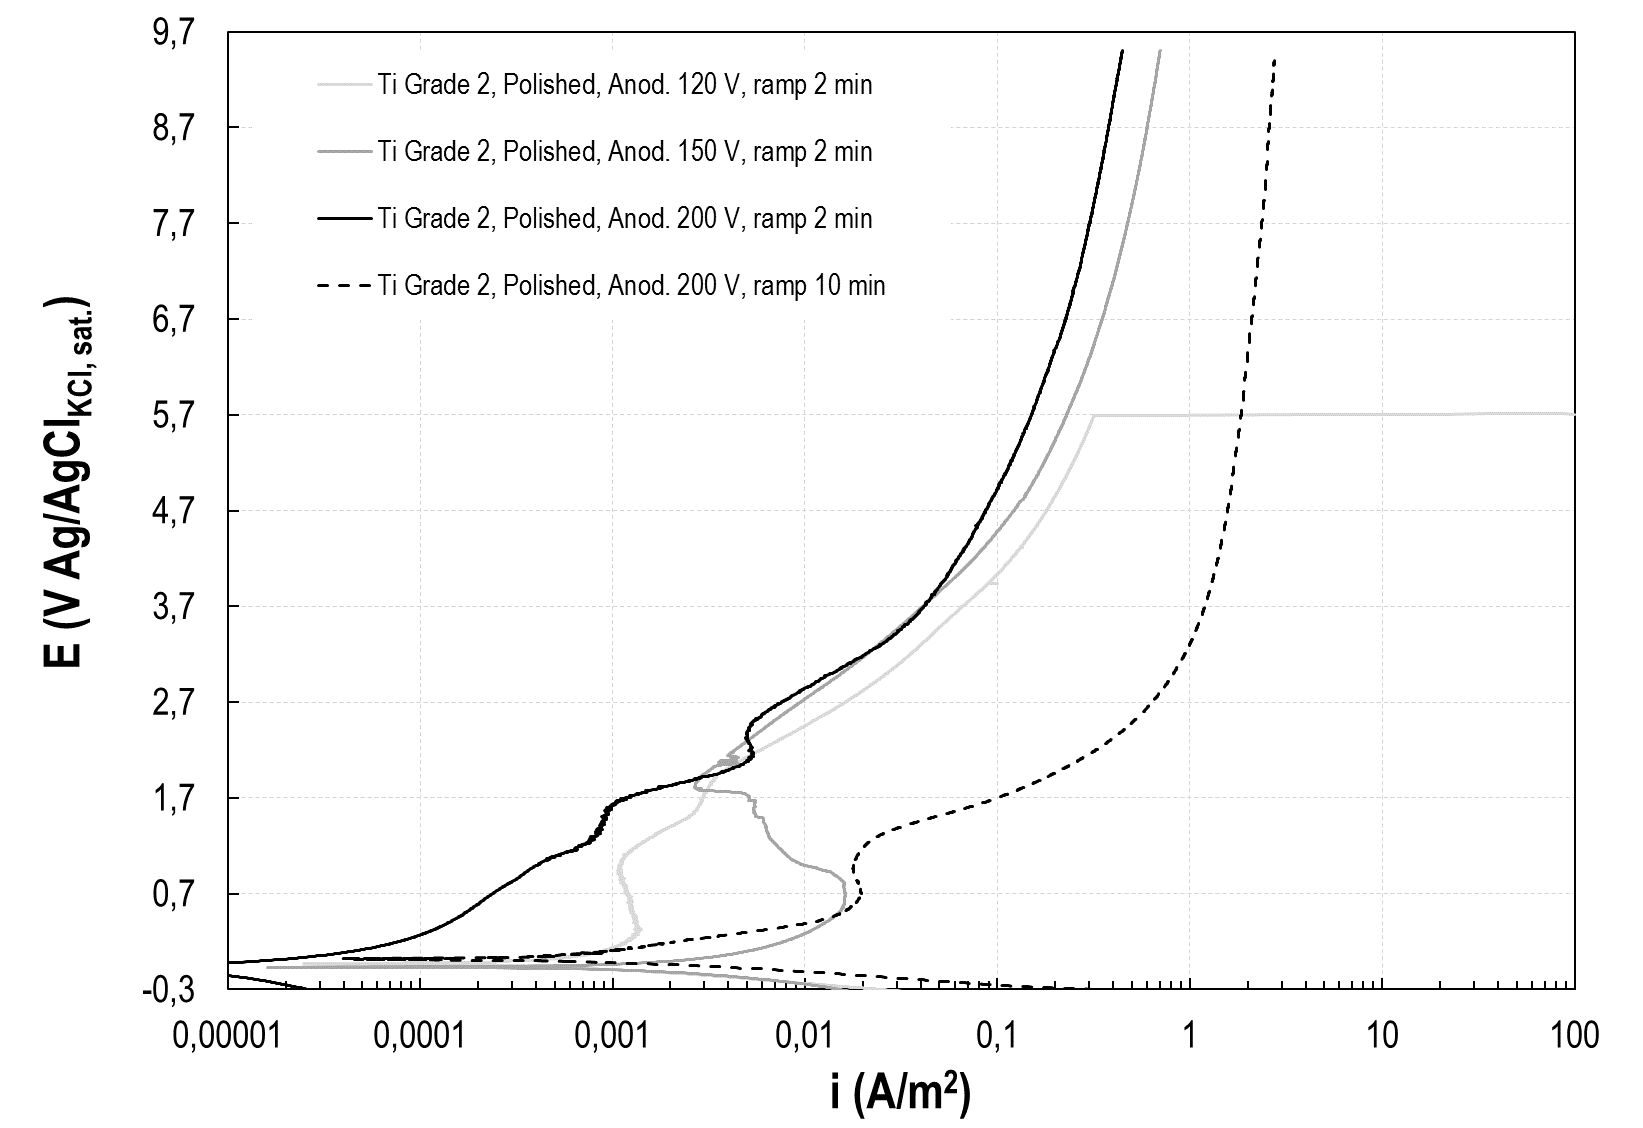 9,7
8,7
7,7
6,7
5,7
4,7
3,7
2,7
1,7
0,7
-0,3
E (V Ag/AgCl KCl, sat.)
Ti Grade 2, Polished, Anod. 120 V, ramp 2 min
Ti Grade 2, Polished, Anod. 150 V, ramp 2 min
Ti Grade 2, Polished, Anod. 200 V, ramp 2 min
Ti Grade 2, Polished, Anod. 200 V, ramp 10 min
0,00001 0,0001 0,001 0,01 0,1 1 10 100
i (A/m²)